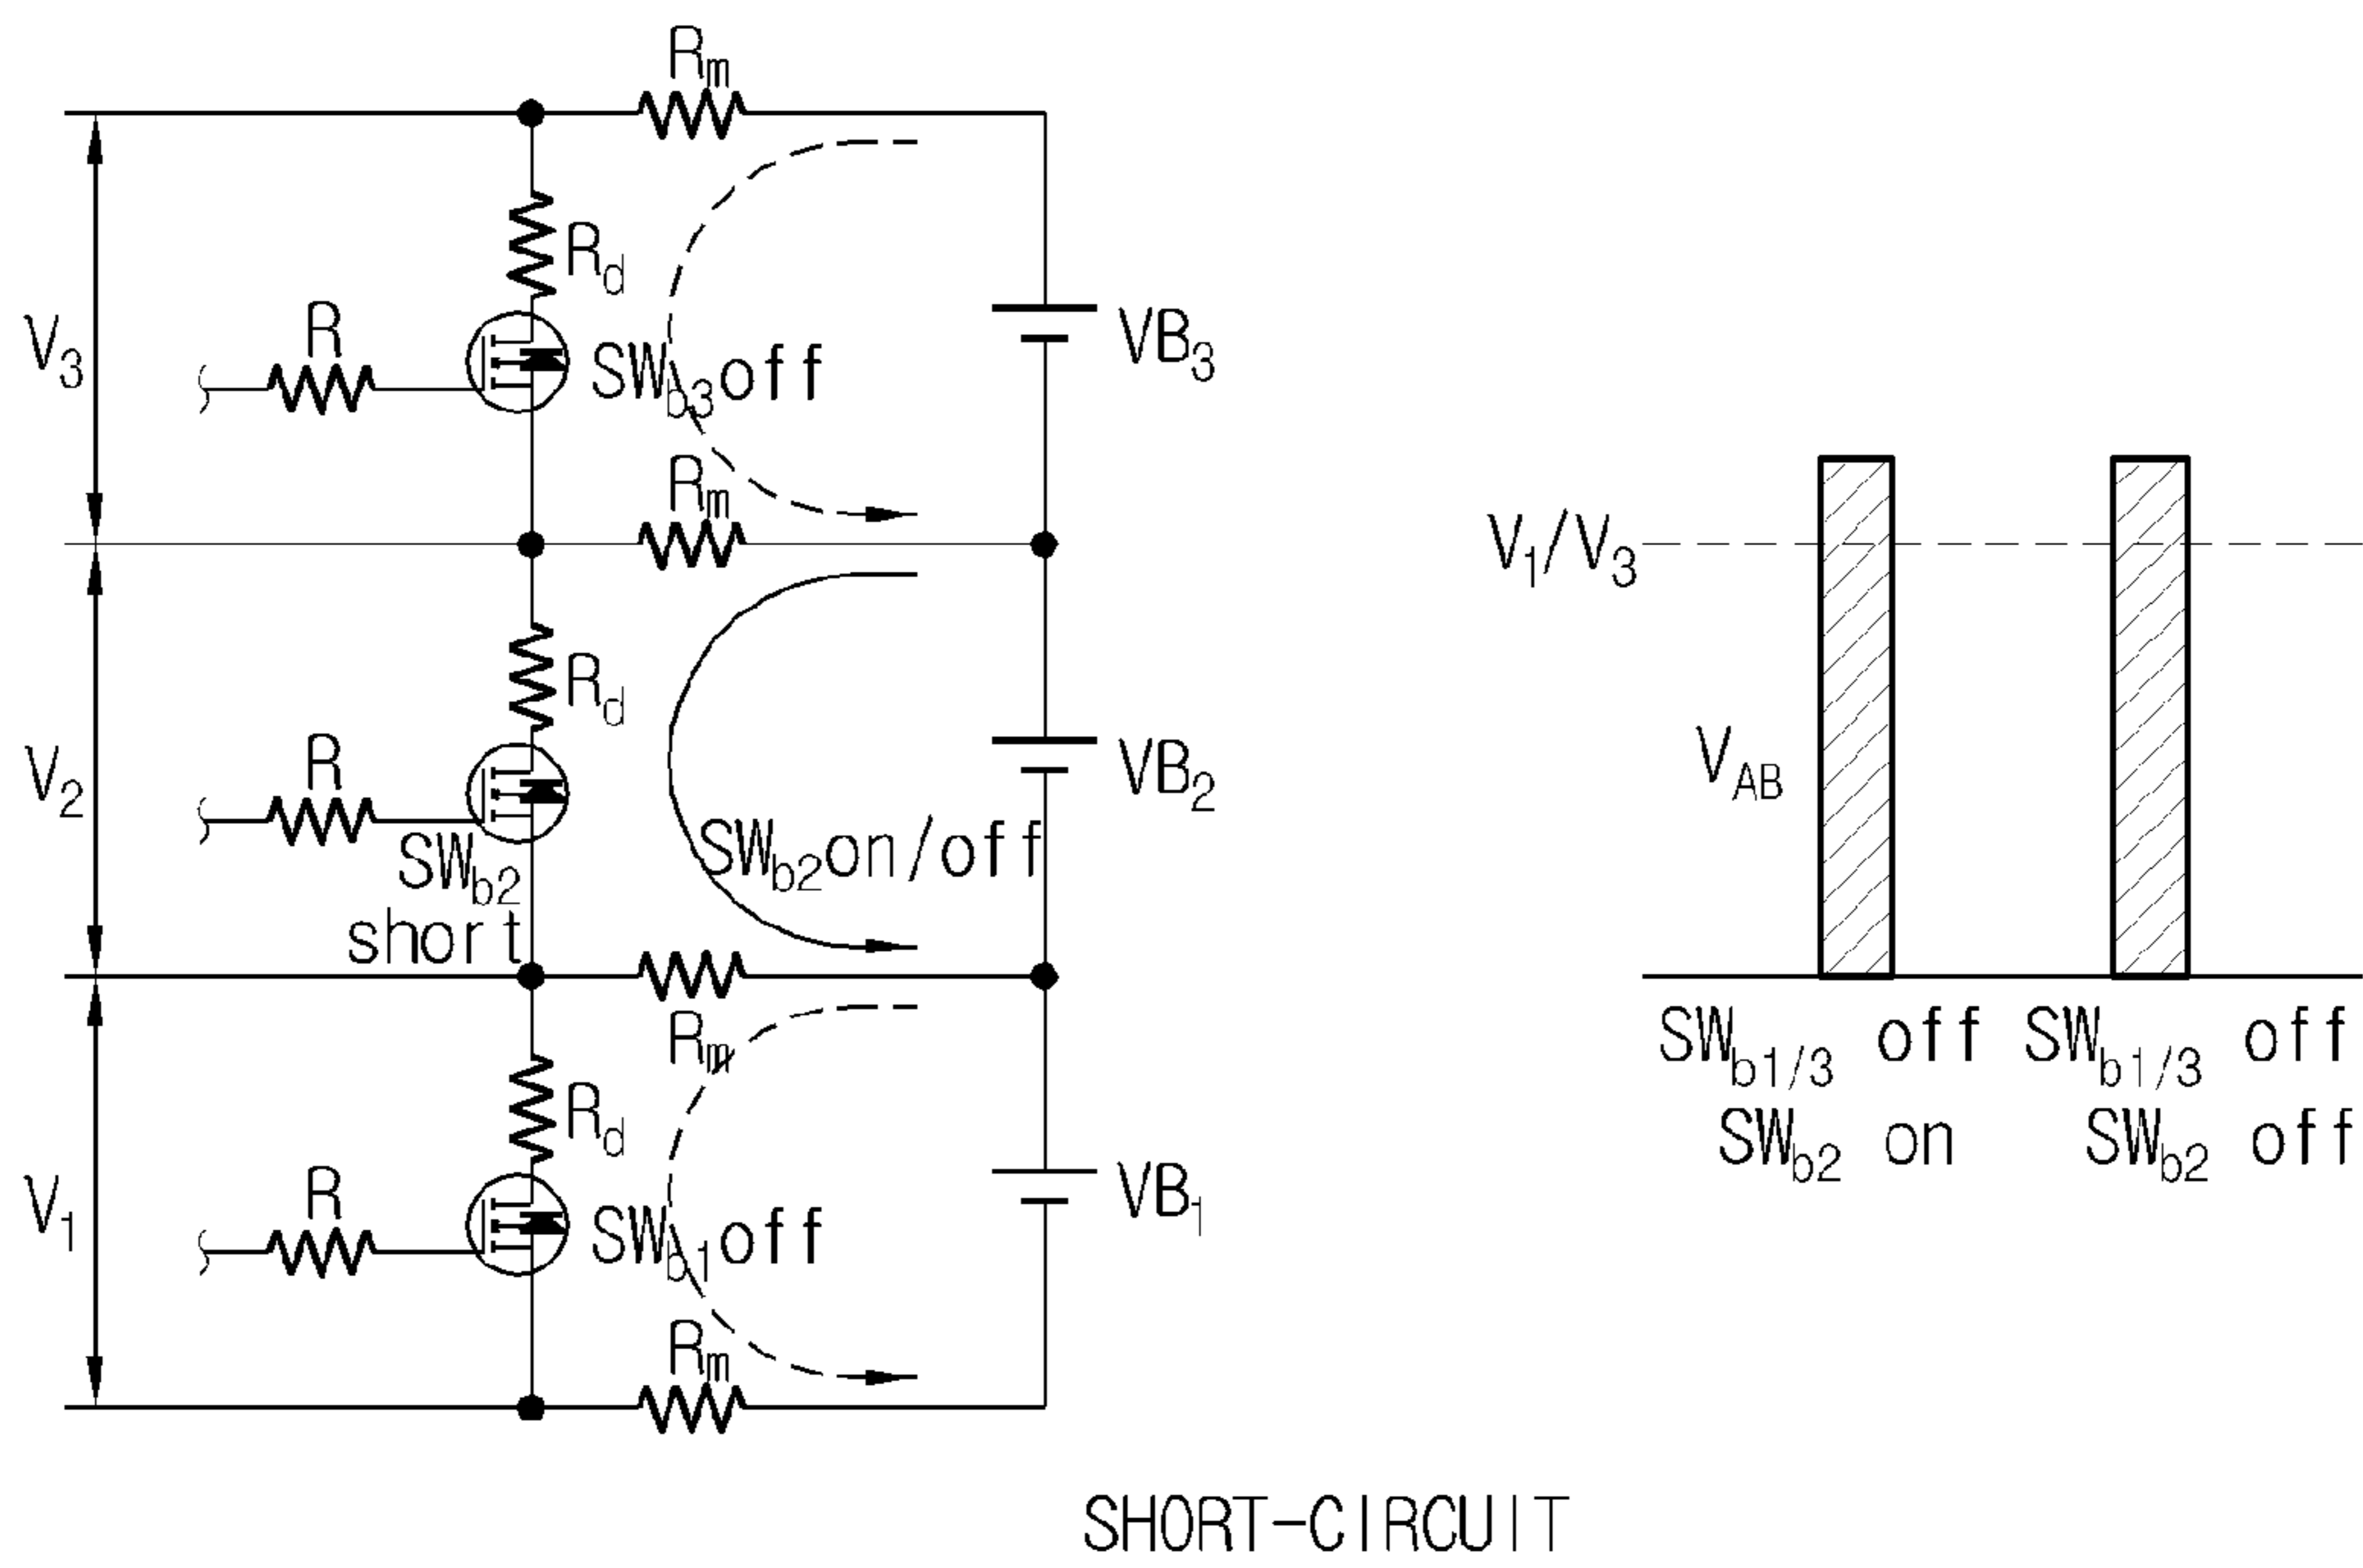 Rm
Rd
V3
R
SWb3off
VB3
Rm
V1/V3
Rd
V2
R
VB2
VAB
SWb2on/off
SWb2
short
Rm
SWb1/3 off SWb1/3 off
Rd
SWb2 on SWb2 off
V1
R
SWb1off
VB1
Rm
SHORT-CIRCUIT